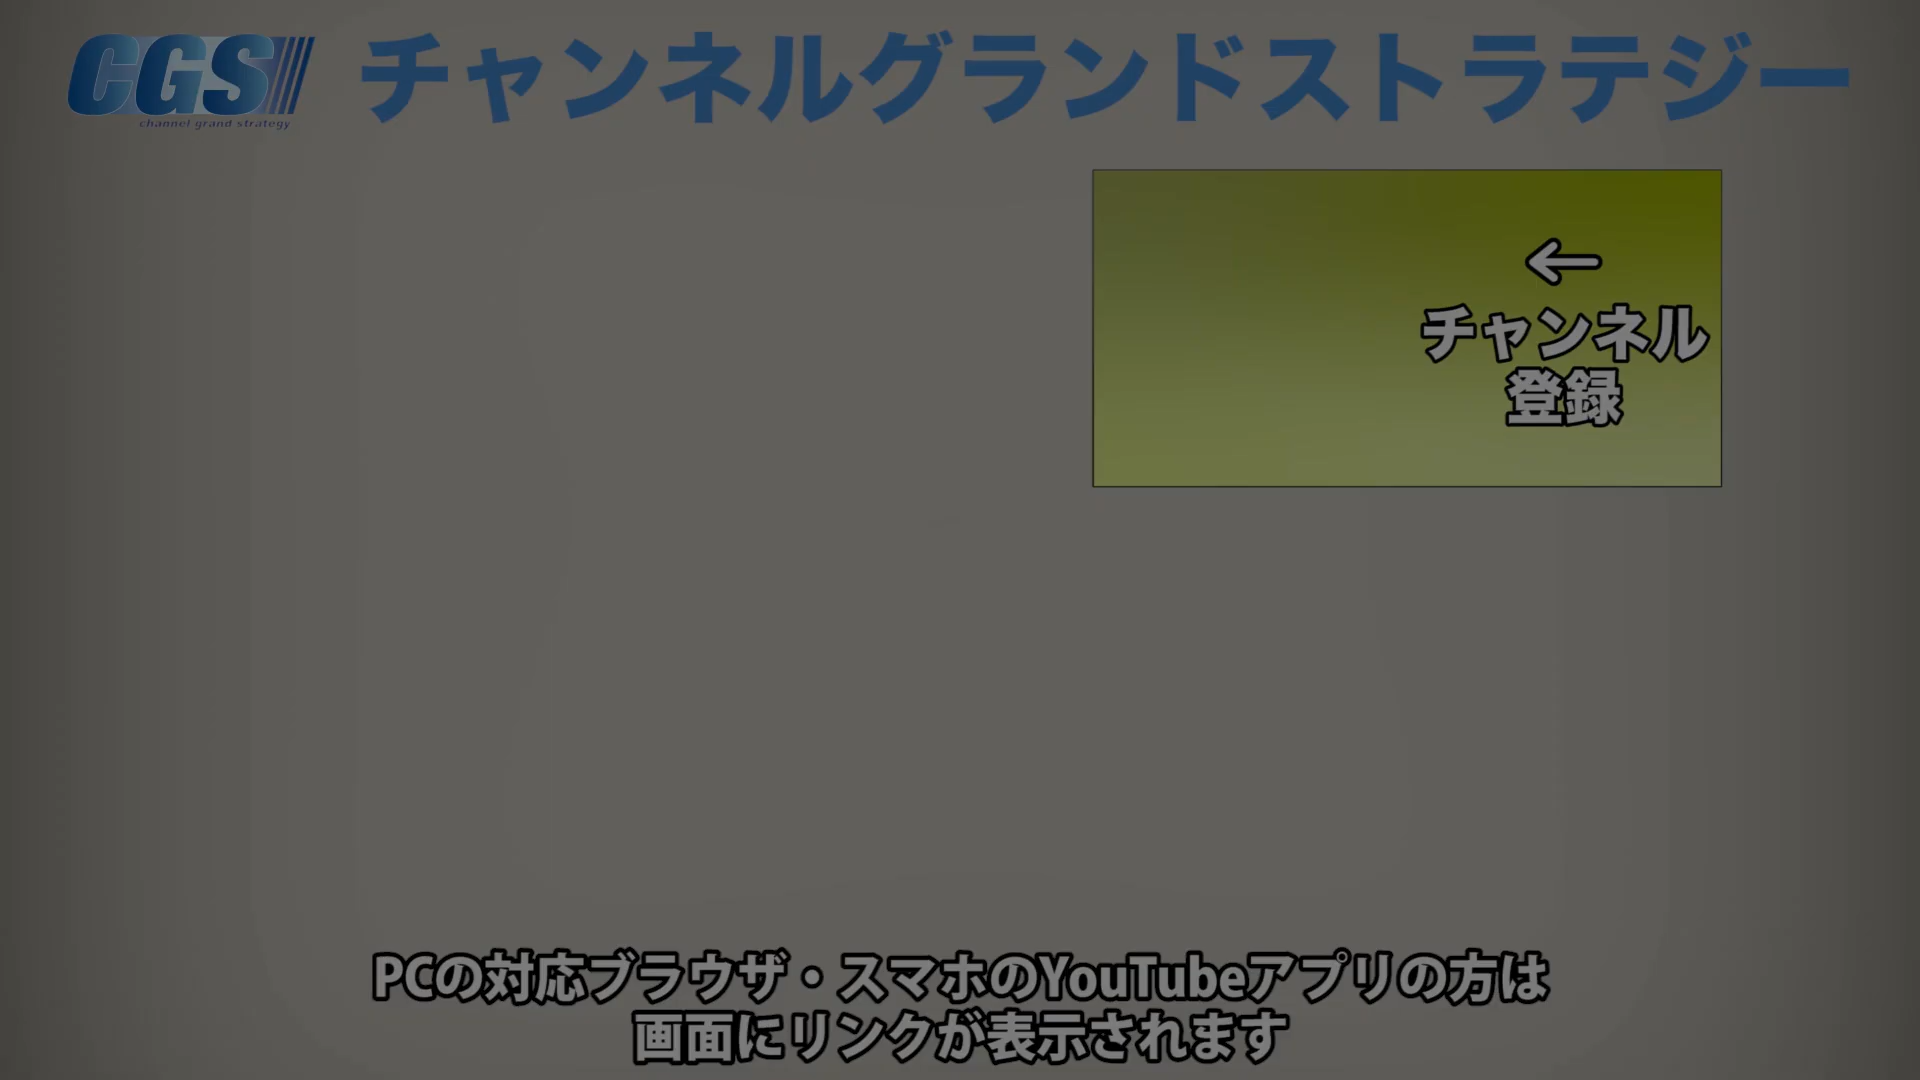 CGS
channel grand strategy
チャンネルグランドストラテジー
←
チャンネル
登録
PCの対応ブラウザ・スマホのYouTubeアプリの方は
画面にリンクが表示されます